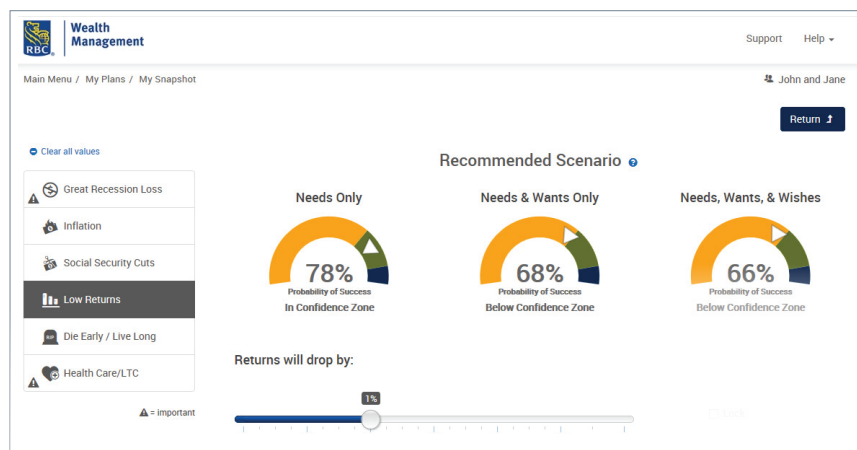 RBC
Wealth
Management
Support Help
Main Menu / My Plans / My Snapshot
John and Jane
Return
Clear all values
Recommended Scenario ?
Great Recession Loss
Inflation
Social Security Cuts
Low Returns
Die Early / Live Long
Health Care/LTC
= important
Needs Only
78%
Probability of Success
In Confidence Zone
Needs & Wants Only
68%
Probability of Success
Below Confidence Zone
Needs, Wants, & Wishes
66%
Probability of Success
Below Confidence Zone
Returns will drop by:
1%